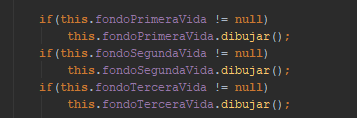 if(this.fondoPrimeraVida != null)
this.fondoPrimeraVida.dibujar();
if(this.fondoSegundaVida != null)
this.fondoSegundaVida.dibujar();
if(this.fondoTerceraVida != null)
this.fondoTerceraVida.dibujar();